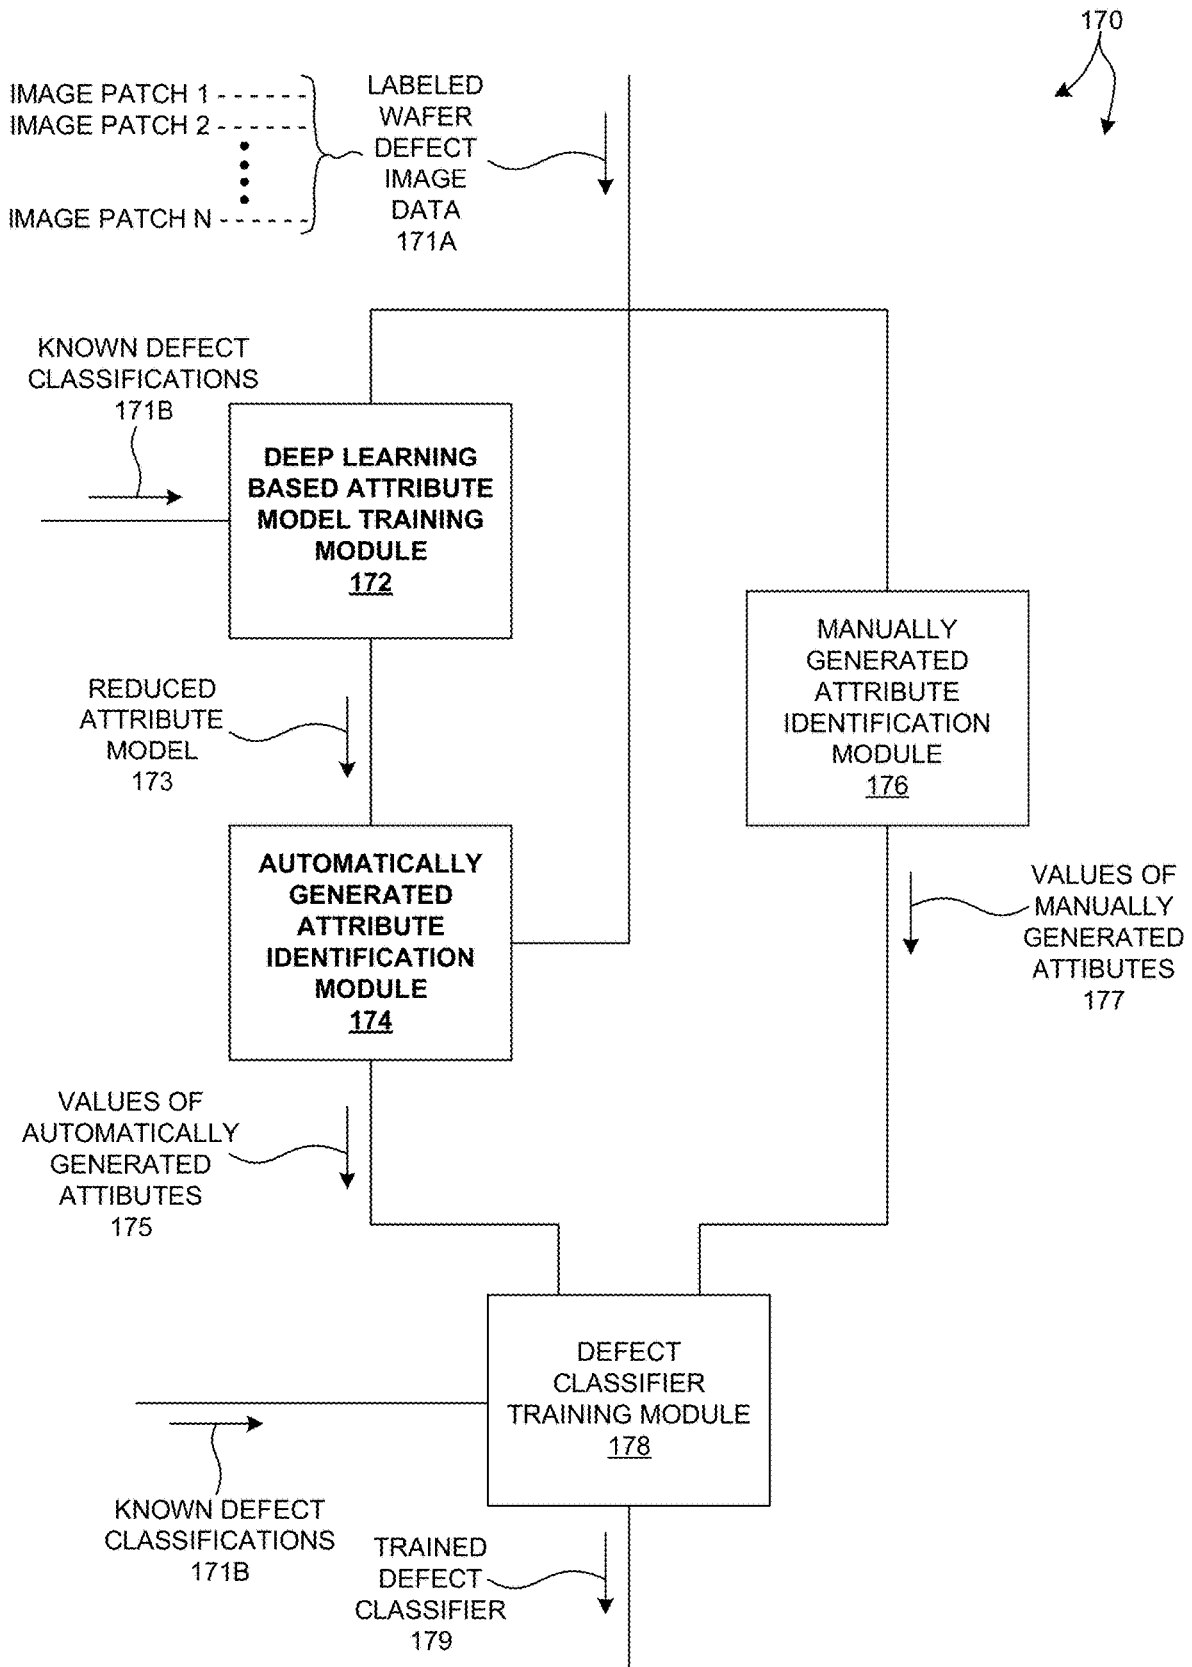 170
IMAGE PATCH 1
IMAGE PATCH 2
IMAGE PATCH N
LABELED
WAFER
DEFECT
IMAGE
DATA
171A
KNOWN DEFECT
CLASSIFICATIONS
171B
DEEP LEARNING
BASED ATTRIBUTE
MODEL TRAINING
MODULE
172
MANUALLY
GENERATED
ATTRIBUTE
IDENTIFICATION
MODULE
176
REDUCED
ATTRIBUTE
MODEL
173
AUTOMATICALLY
GENERATED
ATTRIBUTE
IDENTIFICATION
MODULE
174
VALUES OF
MANUALLY
GENERATED
ATTIBUTES
177
VALUES OF
AUTOMATICALLY
GENERATED
ATTIBUTES
175
DEFECT
CLASSIFIER
TRAINING MODULE
178
KNOWN DEFECT
CLASSIFICATIONS
171B
TRAINED
DEFECT
CLASSIFIER
179